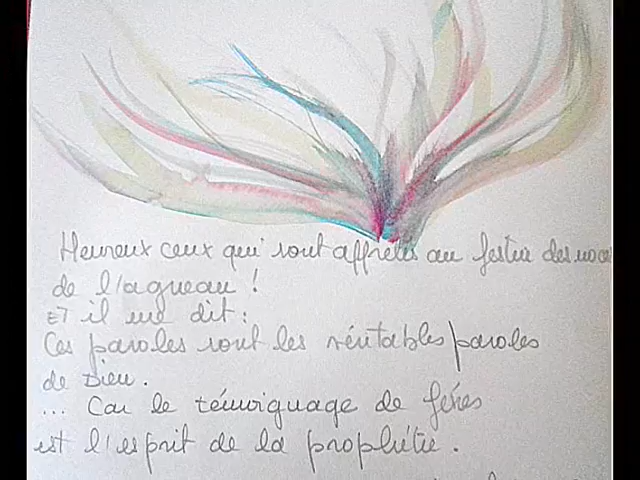 Heureux ceux qui sont appelés au festin des noce
de l'agneau !
ET il me dit :
Ces paroles sont les véritables paroles
de Dieu.
... Car le témoignage de Jésus
est l'esprit de la prophétie.